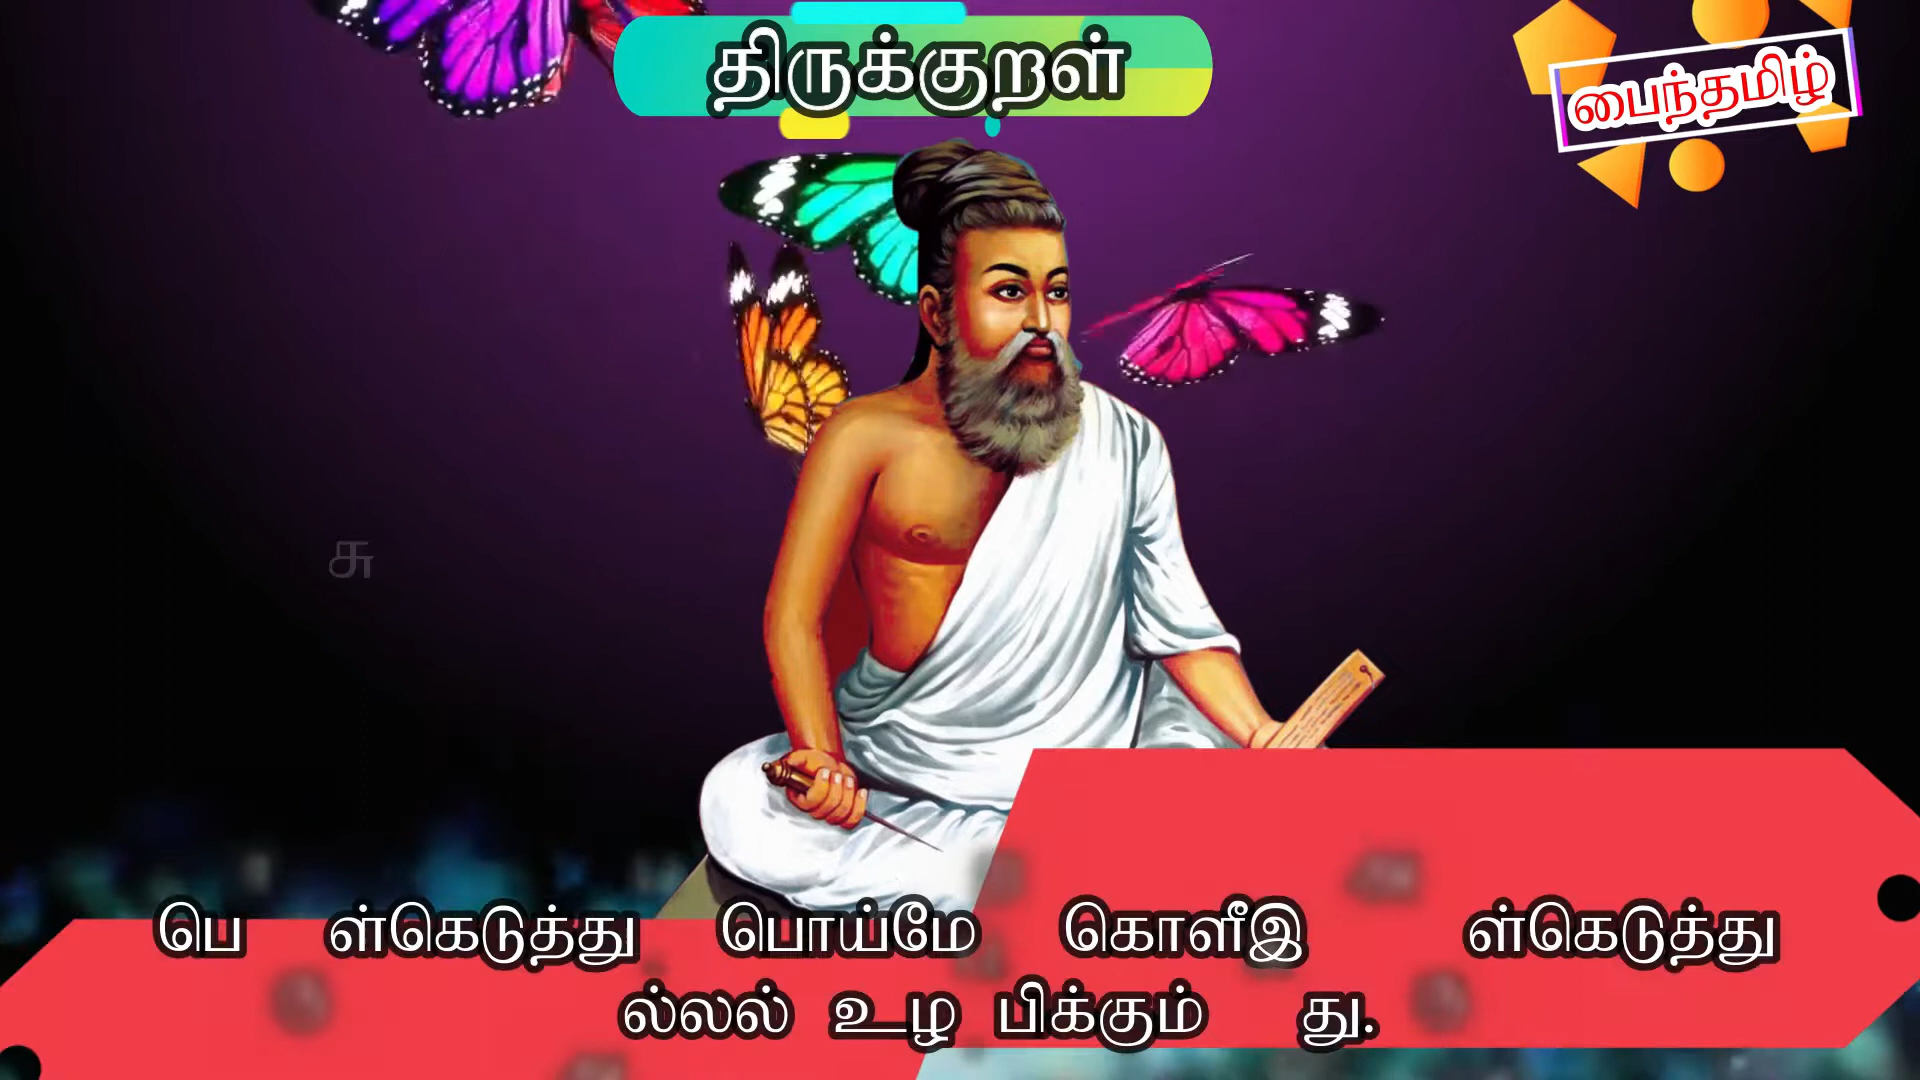 திருக்குறள்
பைந்தமிழ்
சு
பெ ள்கெடுத்து பொய்மே கொளீஇ ள்கெடுத்து
ல்லல் உழ பிக்கும் து.